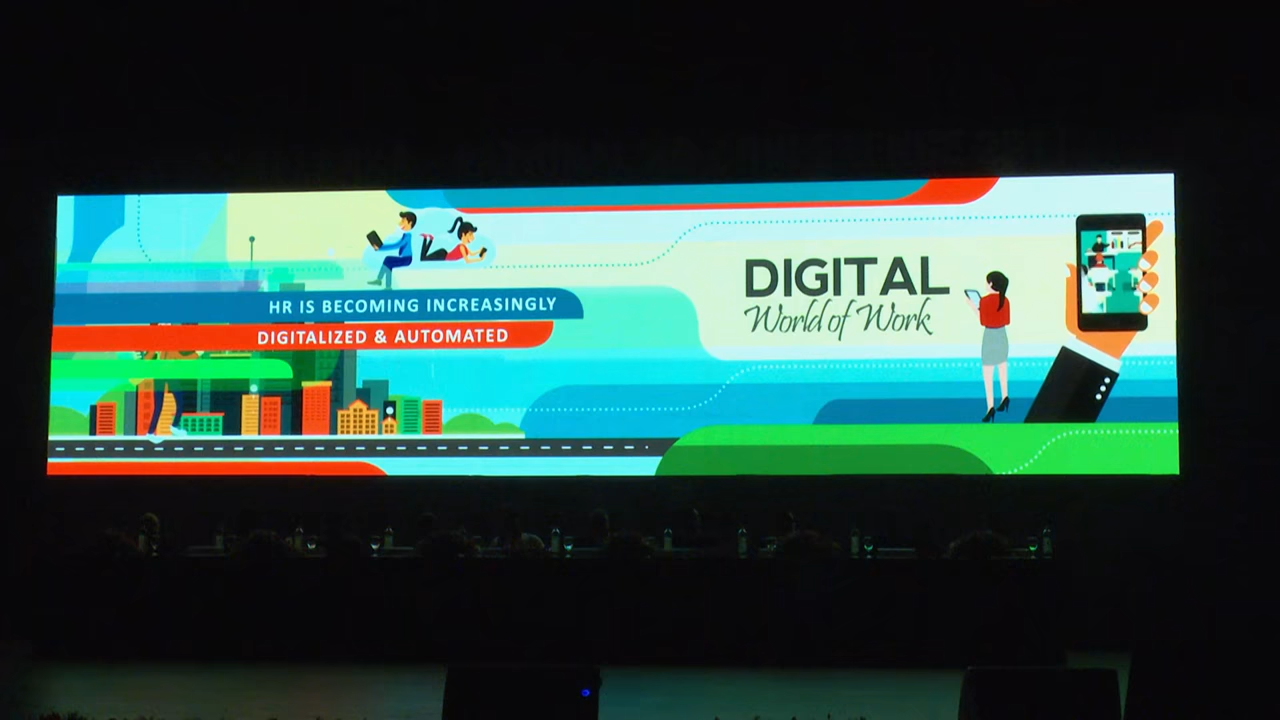 HR IS BECOMING INCREASINGLY
DIGITALIZED & AUTOMATED
DIGITAL
World of Work